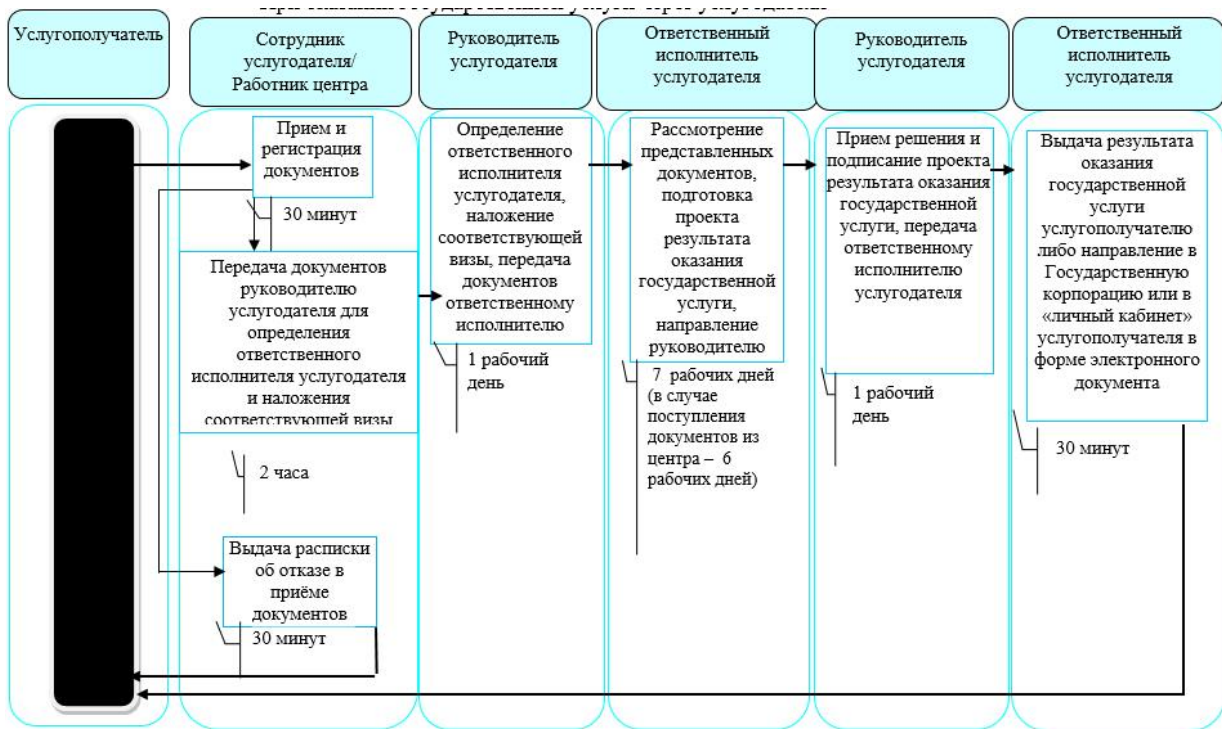 Услугополучатель
Сотрудник
услугодателя/
Работник центра
Руководитель
услугодателя
Ответственный
исполнитель
услугодателя
Руководитель
услугодателя
Ответственный
исполнитель
услугодателя
Прием и
регистрация
документов
30 минут
Передача документов
руководителю
услугодателя для
определения
ответственного
исполнителя услугодателя
и наложения
соответствующей визы
2 часа
Выдача расписки
об отказе в
приёме
документов
30 минут
Определение
ответственного
исполнителя
услугодателя,
наложение
соответствующей
визы, передача
документов
ответственному
исполнителю
1 рабочий
день
Рассмотрение
представленных
документов,
подготовка
проекта
результата
оказания
государственной
услуги,
направление
руководителю
7 рабочих дней
(в случае
поступления
документов из
центра – 6
рабочих дней)
Прием решения и
подписание проекта
результата оказания
государственной
услуги, передача
ответственному
исполнителю
услугодателя
1 рабочий
день
Выдача результата
оказания
государственной
услуги
услугополучателю
либо направление в
Государственную
корпорацию или в
«личный кабинет»
услугополучателя в
форме электронного
документа
30 минут